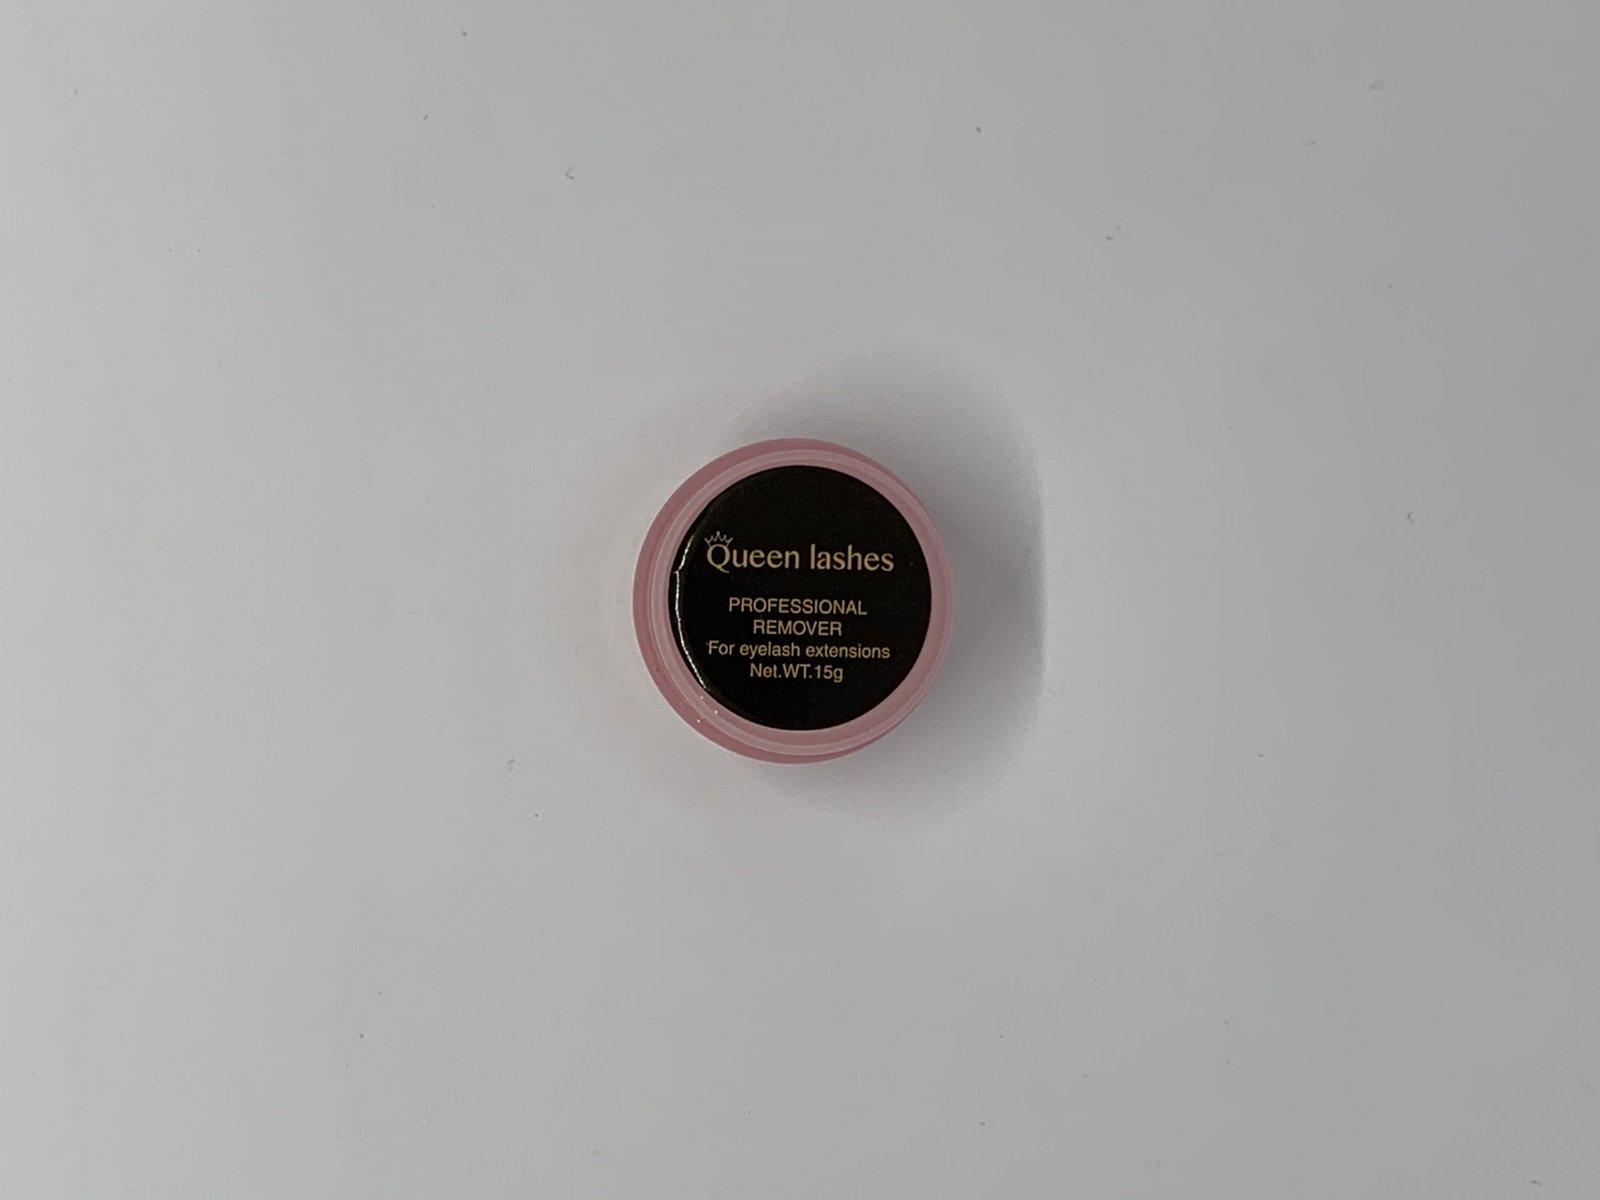 Queen lashes
PROFESSIONAL
REMOVER
For eyelash extensions
Net.WT.15g